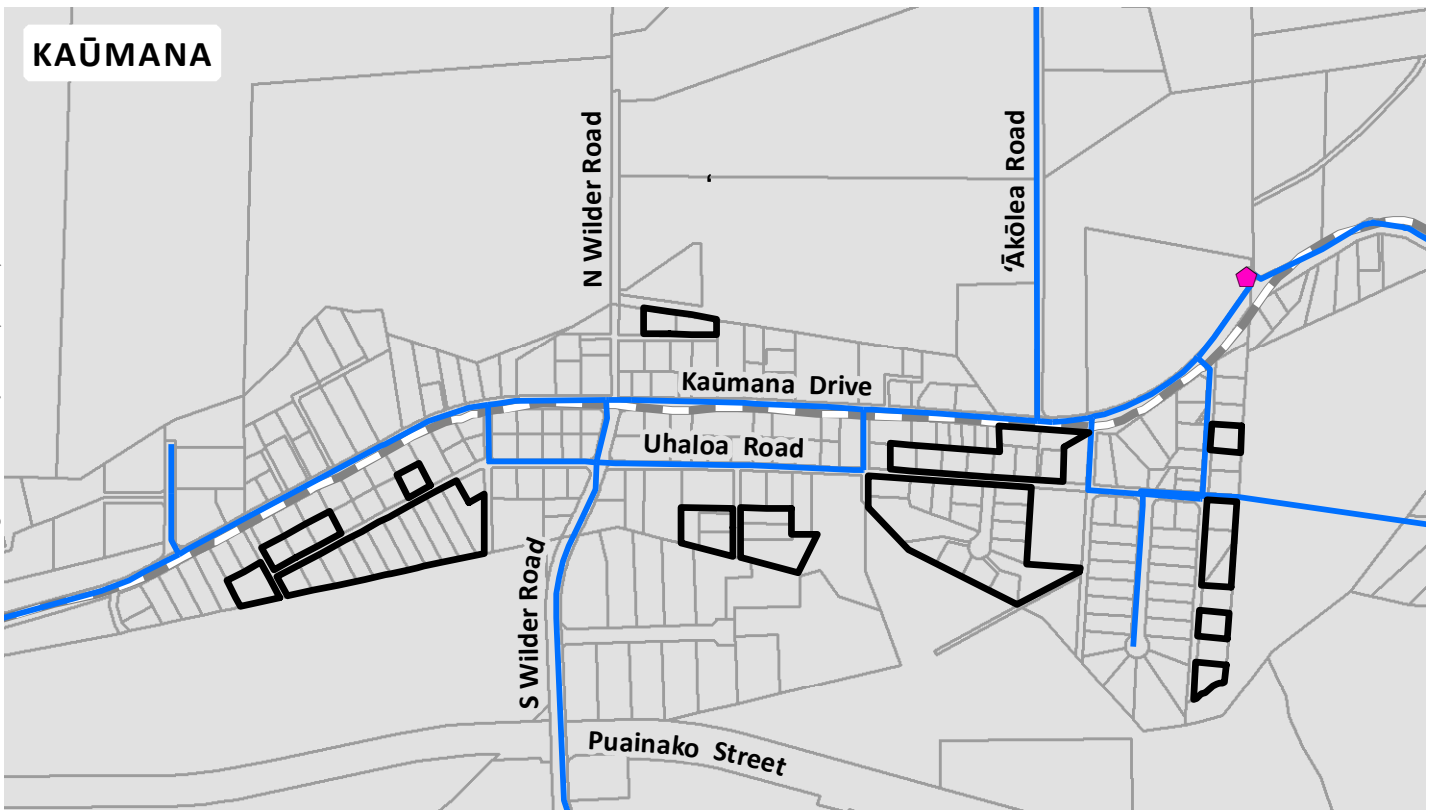 KAŪMANA
N Wilder Road
ʻĀkōlea Road
Kaūmana Drive
Uhaloa Road
S Wilder Road
Puainako Street